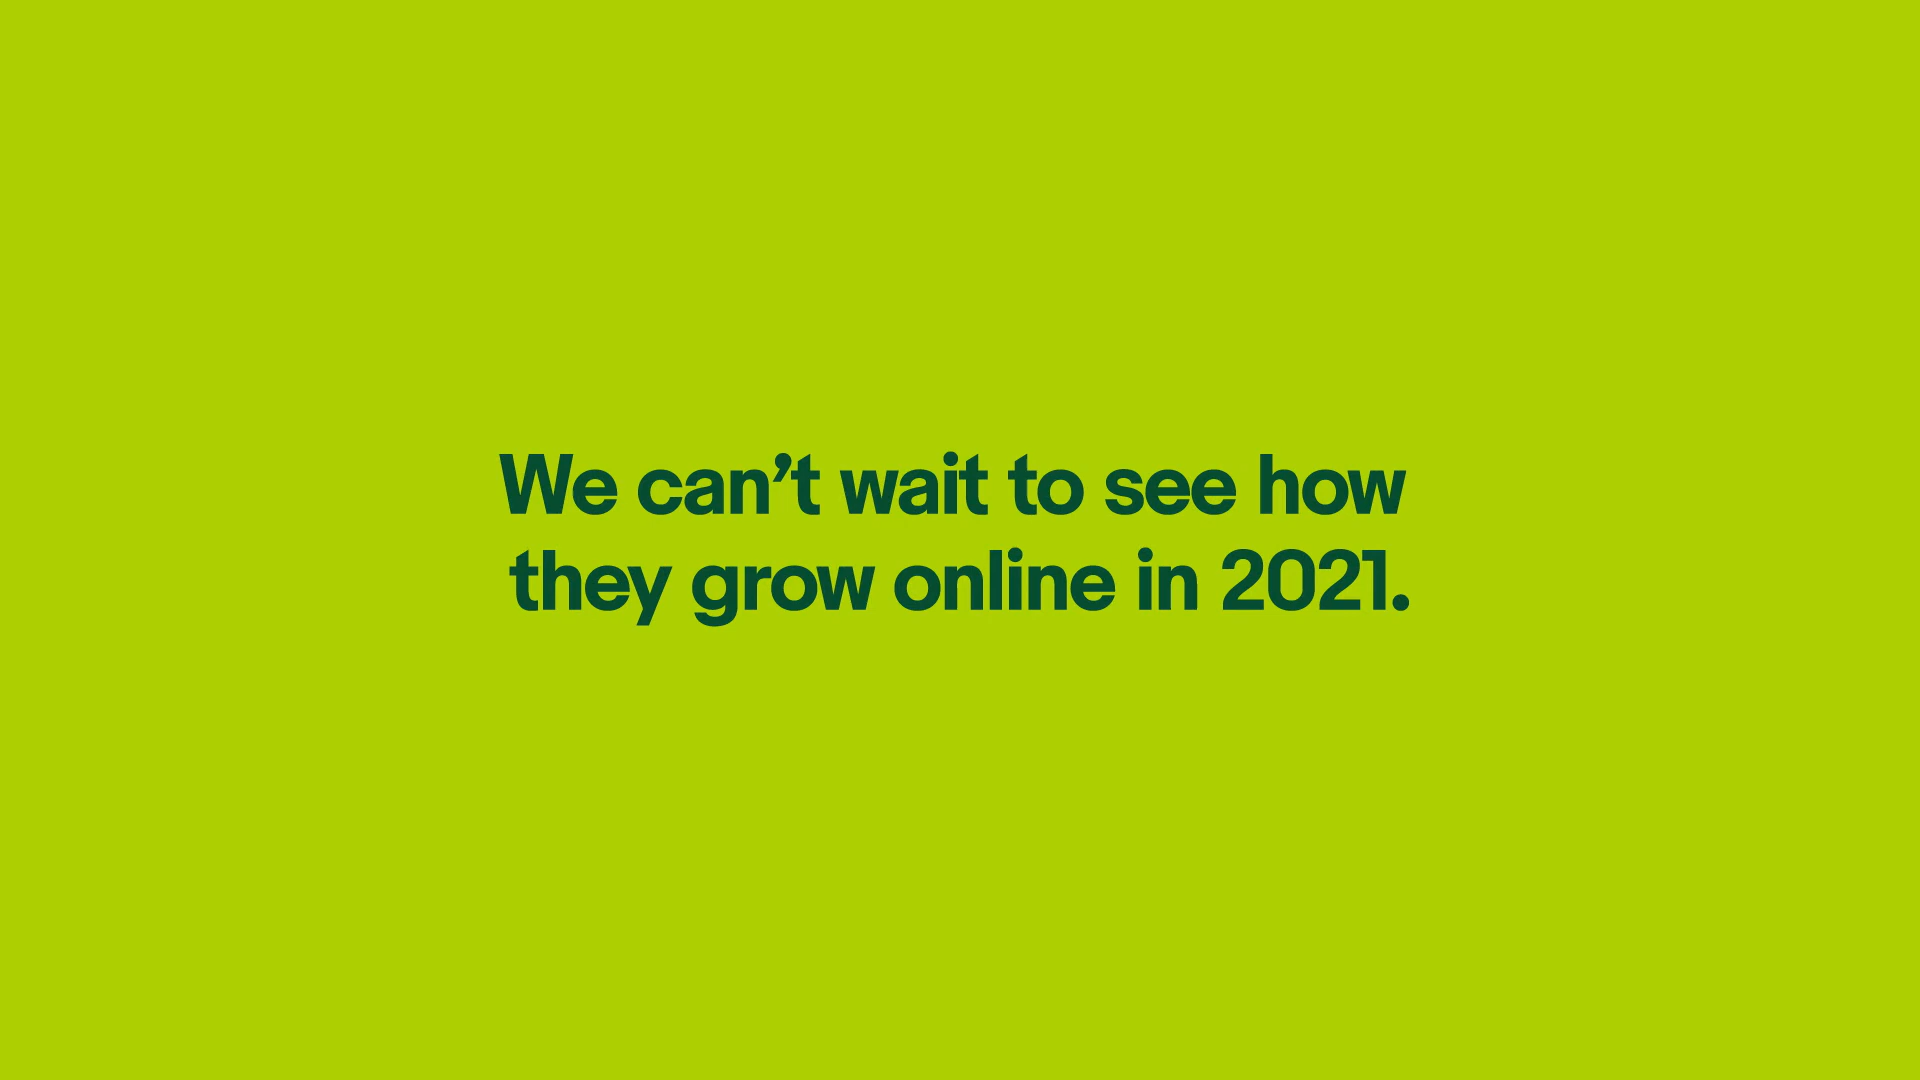 We can’t wait to see how
they grow online in 2021.